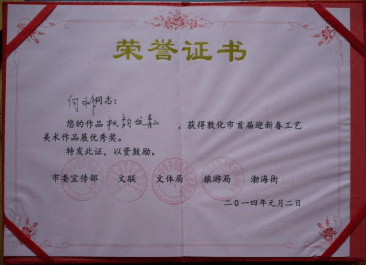 荣誉证书
何 同志：
您的作品秋韵 ，获得敦化市首届迎新春工艺
美术作品展优秀奖。
特发此证，以资鼓励。
市委宣传部 文联 文体局 旅游局 渤海街
二〇一四年元月二日